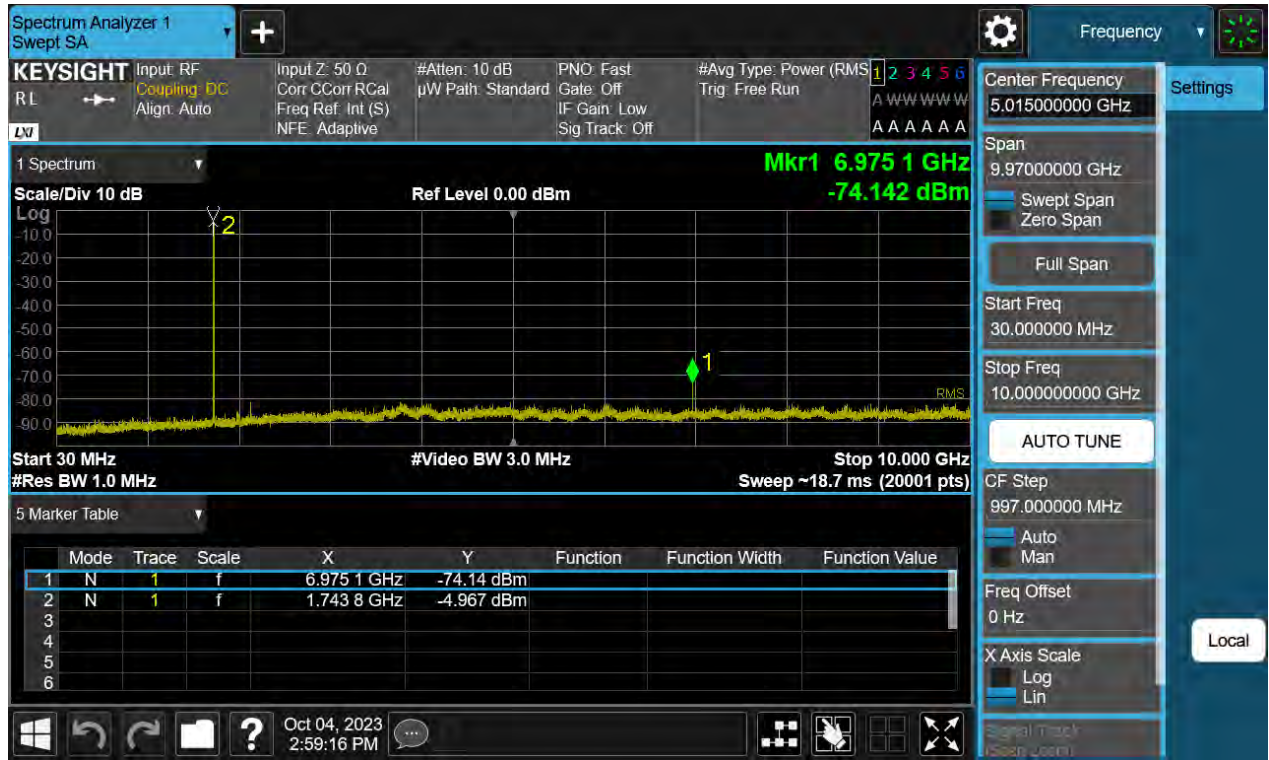 Spectrum Analyzer 1
Swept SA
+
Frequency
KEYSIGHT
RL
LXI
Input: RF
Coupling: DC
Align: Auto
Input Z: 50 Ω
Corr CCorr RCal
Freq Ref: Int (S)
NFE: Adaptive
#Atten: 10 dB
µW Path: Standard
PNO: Fast
Gate: Off
IF Gain: Low
Sig Track: Off
#Avg Type: Power (RMS
Trig: Free Run
1 2 3 4 5 6
A W W W W W
A A A A A A
1 Spectrum
Mkr1 6.975 1 GHz
-74.142 dBm
Scale/Div 10 dB
Ref Level 0.00 dBm
Log
-10.0
-20.0
-30.0
-40.0
-50.0
-60.0
-70.0
-80.0
-90.0
2
1
RMS
Start 30 MHz
#Video BW 3.0 MHz
Stop 10.000 GHz
#Res BW 1.0 MHz
Sweep ~18.7 ms (20001 pts)
5 Marker Table
Mode Trace Scale X Y Function Function Width Function Value
1 N 1 f 6.975 1 GHz -74.14 dBm
2 N 1 f 1.743 8 GHz -4.967 dBm
3
4
5
6
Oct 04, 2023
2:59:16 PM
?
Center Frequency
5.015000000 GHz
Span
9.97000000 GHz
Swept Span
Zero Span
Full Span
Start Freq
30.000000 MHz
Stop Freq
10.000000000 GHz
AUTO TUNE
CF Step
997.000000 MHz
Auto
Man
Freq Offset
0 Hz
X Axis Scale
Log
Lin
Signal Track
(Span Zoom)
Settings
Local